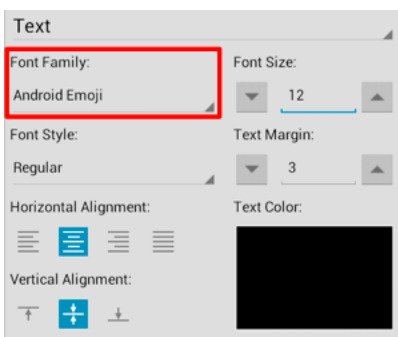 Text
Font Family:
Font Size:
Android Emoji
12
Font Style:
Text Margin:
Regular
3
Horizontal Alignment:
Text Color:
Vertical Alignment: